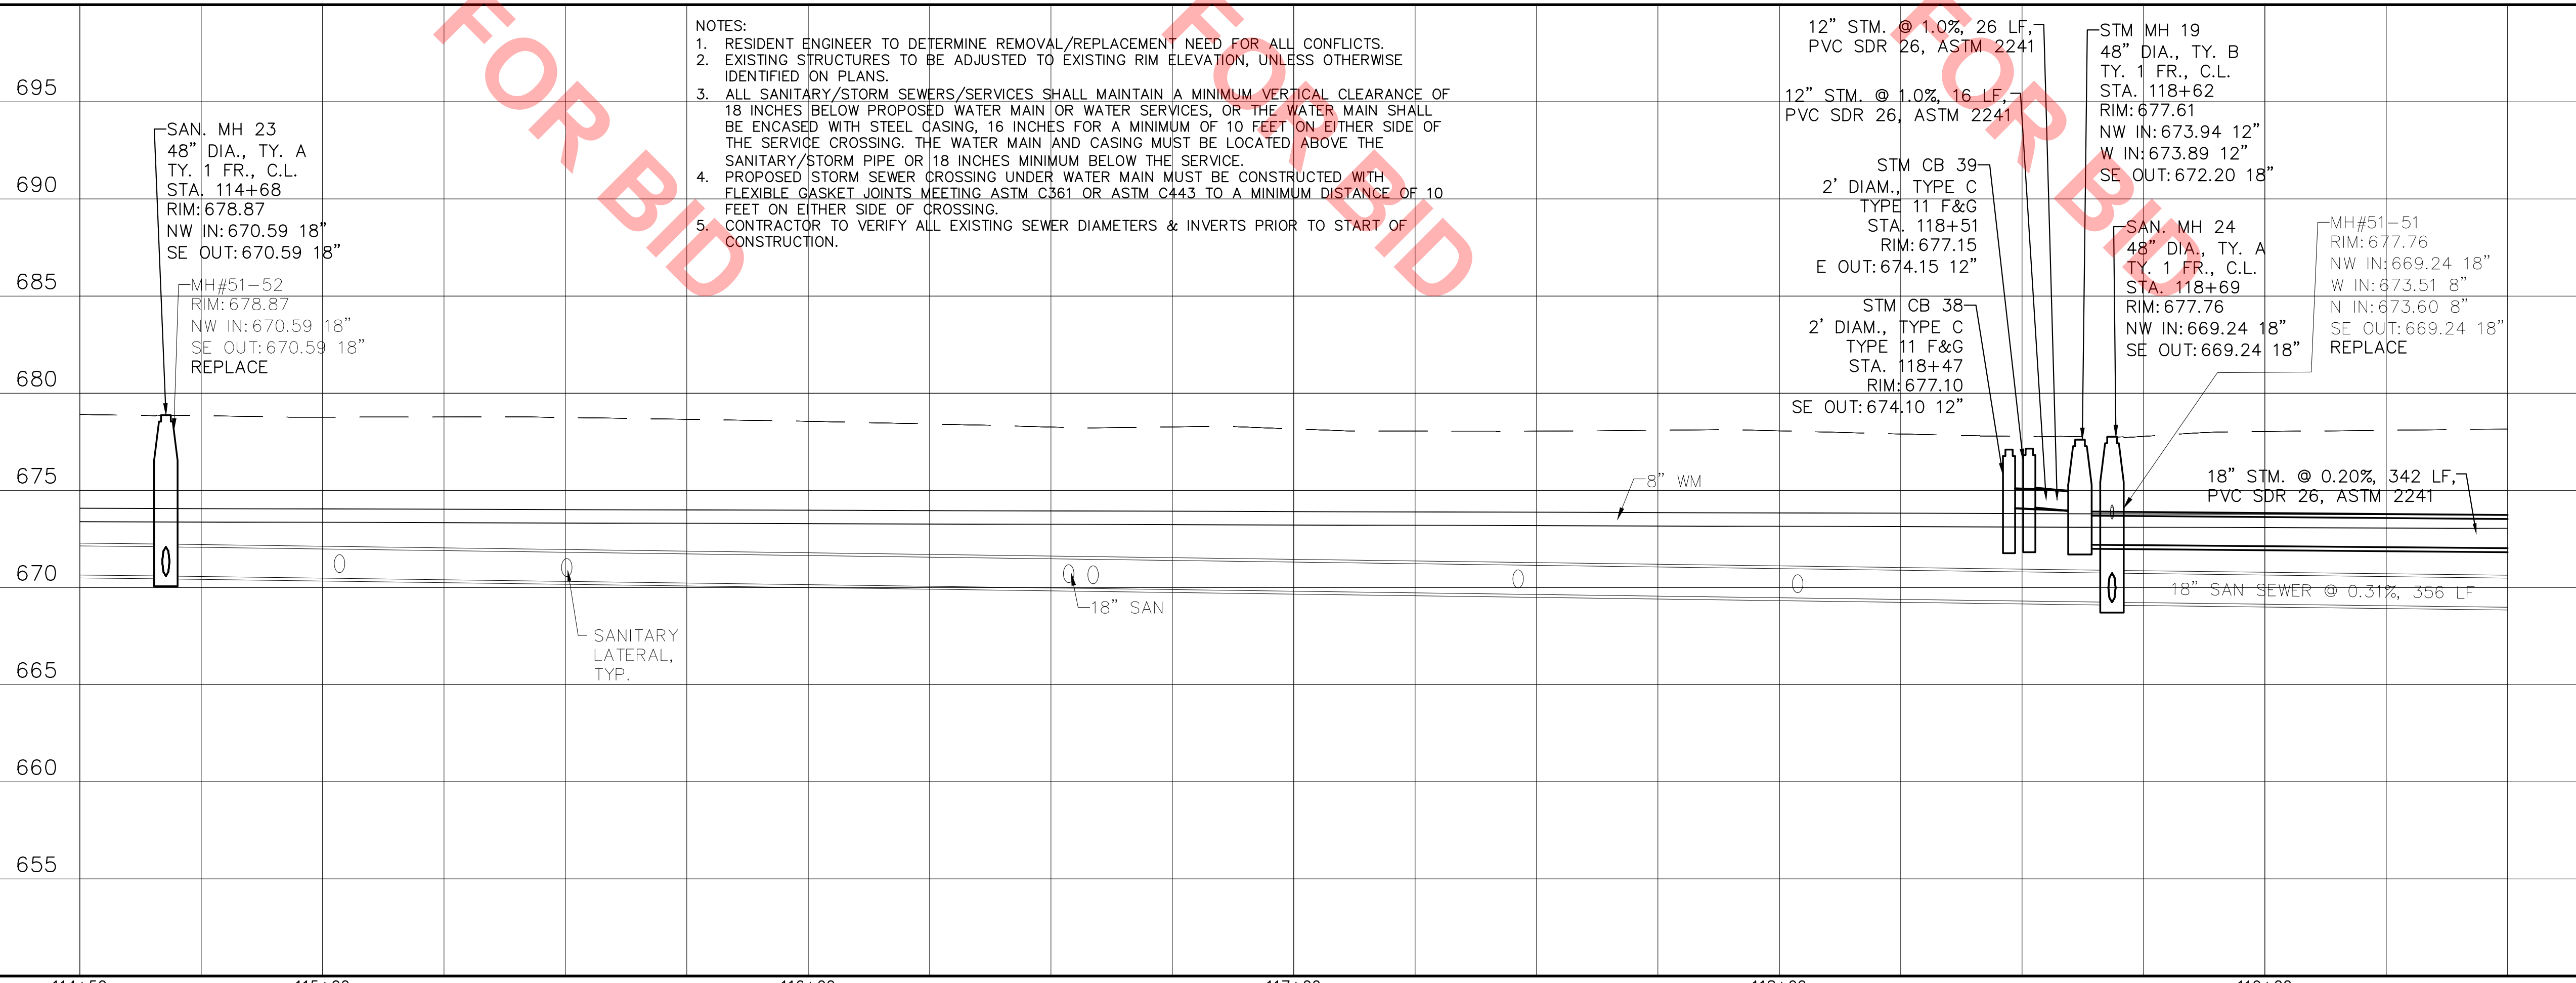 NOTES:
1. RESIDENT ENGINEER TO DETERMINE REMOVAL/REPLACEMENT NEED FOR ALL CONFLICTS.
2. EXISTING STRUCTURES TO BE ADJUSTED TO EXISTING RIM ELEVATION, UNLESS OTHERWISE
IDENTIFIED ON PLANS.
3. ALL SANITARY/STORM SEWERS/SERVICES SHALL MAINTAIN A MINIMUM VERTICAL CLEARANCE OF
18 INCHES BELOW PROPOSED WATER MAIN OR WATER SERVICES, OR THE WATER MAIN SHALL
BE ENCASED WITH STEEL CASING, 16 INCHES FOR A MINIMUM OF 10 FEET ON EITHER SIDE OF
THE SERVICE CROSSING. THE WATER MAIN AND CASING MUST BE LOCATED ABOVE THE
SANITARY/STORM PIPE OR 18 INCHES MINIMUM BELOW THE SERVICE.
4. PROPOSED STORM SEWER CROSSING UNDER WATER MAIN MUST BE CONSTRUCTED WITH
FLEXIBLE GASKET JOINTS MEETING ASTM C361 OR ASTM C443 TO A MINIMUM DISTANCE OF 10
FEET ON EITHER SIDE OF CROSSING.
5. CONTRACTOR TO VERIFY ALL EXISTING SEWER DIAMETERS & INVERTS PRIOR TO START OF
CONSTRUCTION.
FOR BID
FOR BID
FOR BID
695
690
685
680
675
670
665
660
655
SAN. MH 23
48" DIA., TY. A
TY. 1 FR., C.L.
STA. 114+68
RIM:678.87
NW IN:670.59 18"
SE OUT:670.59 18"
MH#51-52
RIM:678.87
NW IN:670.59 18"
SE OUT:670.59 18"
REPLACE
SANITARY
LATERAL,
TYP.
18" SAN
8" WM
12" STM. @ 1.0%, 26 LF,
PVC SDR 26, ASTM 2241
12" STM. @ 1.0%, 16 LF,
PVC SDR 26, ASTM 2241
STM CB 39
2' DIAM., TYPE C
TYPE 11 F&G
STA. 118+51
RIM:677.15
E OUT:674.15 12"
STM CB 38
2' DIAM., TYPE C
TYPE 11 F&G
STA. 118+47
RIM:677.10
SE OUT:674.10 12"
STM MH 19
48" DIA., TY. B
TY. 1 FR., C.L.
STA. 118+62
RIM:677.61
NW IN:673.94 12"
W IN:673.89 12"
SE OUT:672.20 18"
SAN. MH 24
48" DIA., TY. A
TY. 1 FR., C.L.
STA. 118+69
RIM:677.76
NW IN:669.24 18"
SE OUT:669.24 18"
MH#51-51
RIM:677.76
NW IN:669.24 18"
W IN:673.51 8"
N IN:673.60 8"
SE OUT:669.24 18"
REPLACE
18" STM. @ 0.20%, 342 LF,
PVC SDR 26, ASTM 2241
18" SAN SEWER @ 0.31%, 356 LF